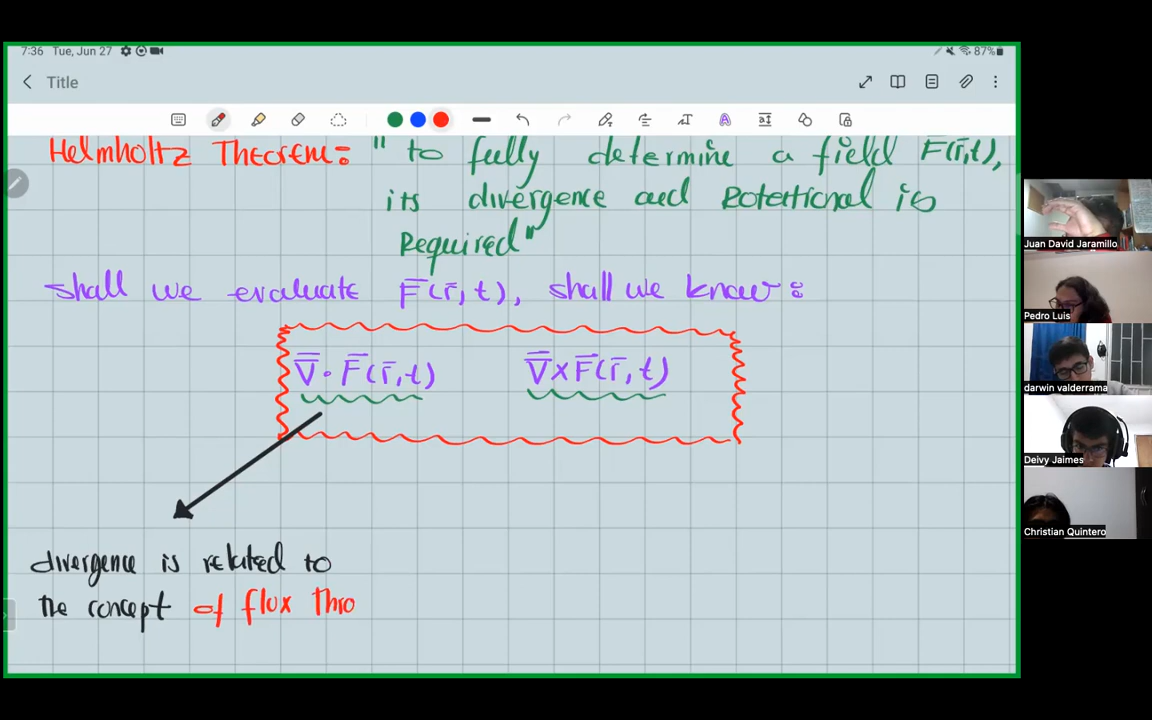 7:36 Tue, Jun 27
87%
Title
Helmholtz Theorem: "to fully determine a field F̄(r̄,t),
its divergence and Rotational is
Required"
shall we evaluate F̄(r̄,t), shall we know:
∇̄·F̄(r̄,t) ∇̄×F̄(r̄,t)
divergence is related to
the concept of flux thro
Juan David Jaramillo
Pedro Luis
darwin valderrama
Deivy Jaimes
Christian Quintero